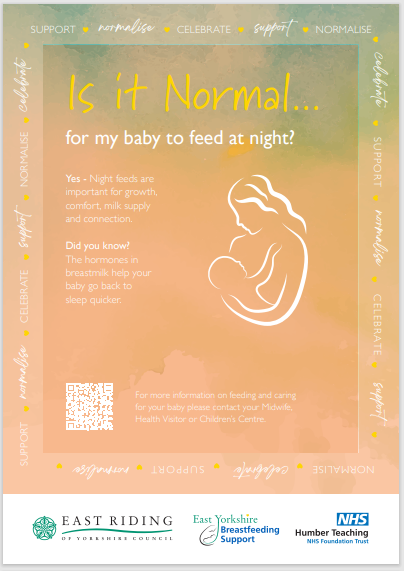 SUPPORT normalise CELEBRATE support NORMALISE
celebrate SUPPORT normalise CELEBRATE support
NORMALISE celebrate SUPPORT normalise
SUPPORT normalise CELEBRATE support NORMALISE celebrate
Is it Normal...
for my baby to feed at night?
Yes - Night feeds are
important for growth,
comfort, milk supply
and connection.
Did you know?
The hormones in
breastmilk help your
baby go back to
sleep quicker.
For more information on feeding and caring
for your baby please contact your Midwife,
Health Visitor or Children's Centre.
EAST RIDING
OF YORKSHIRE COUNCIL
East Yorkshire
Breastfeeding
Support
NHS
Humber Teaching
NHS Foundation Trust